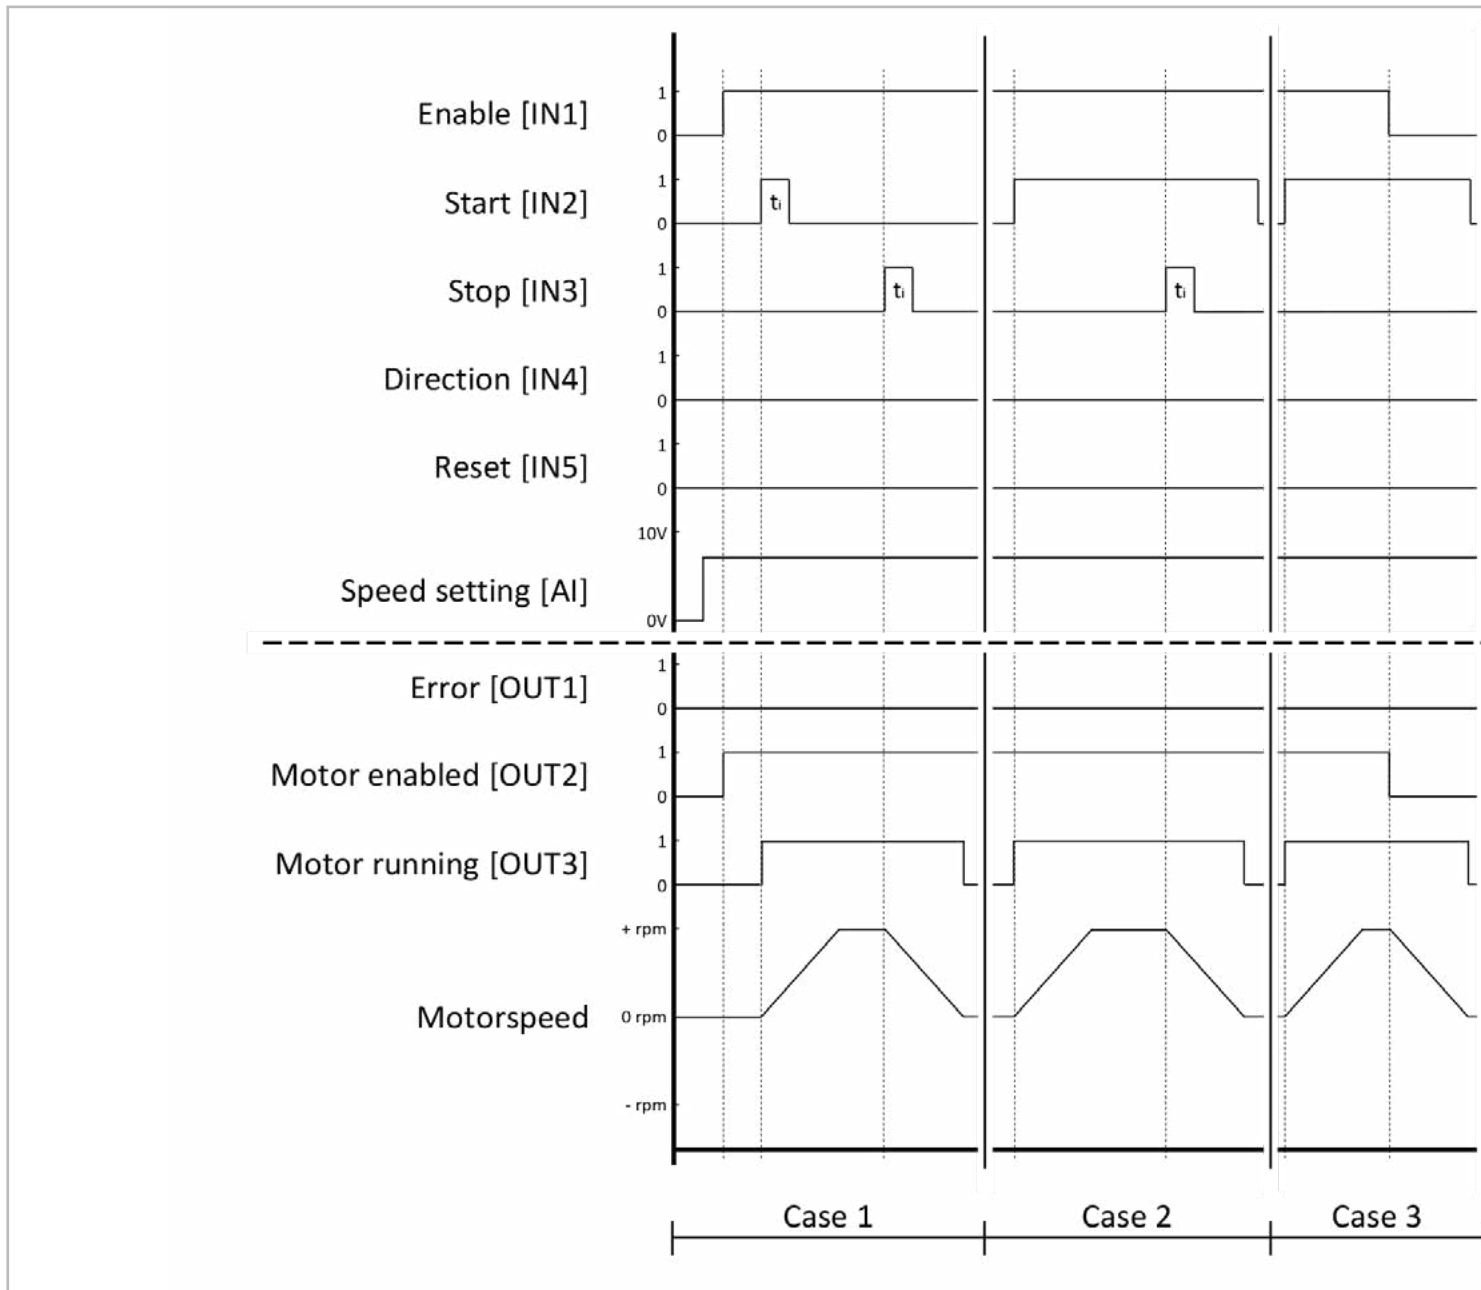 Enable [IN1]
1
0
Start [IN2]
1
0
tᵢ
Stop [IN3]
1
0
tᵢ
tᵢ
Direction [IN4]
1
0
Reset [IN5]
1
0
10V
Speed setting [AI]
0V
Error [OUT1]
1
0
Motor enabled [OUT2]
1
0
Motor running [OUT3]
1
0
+ rpm
Motorspeed
0 rpm
- rpm
Case 1
Case 2
Case 3